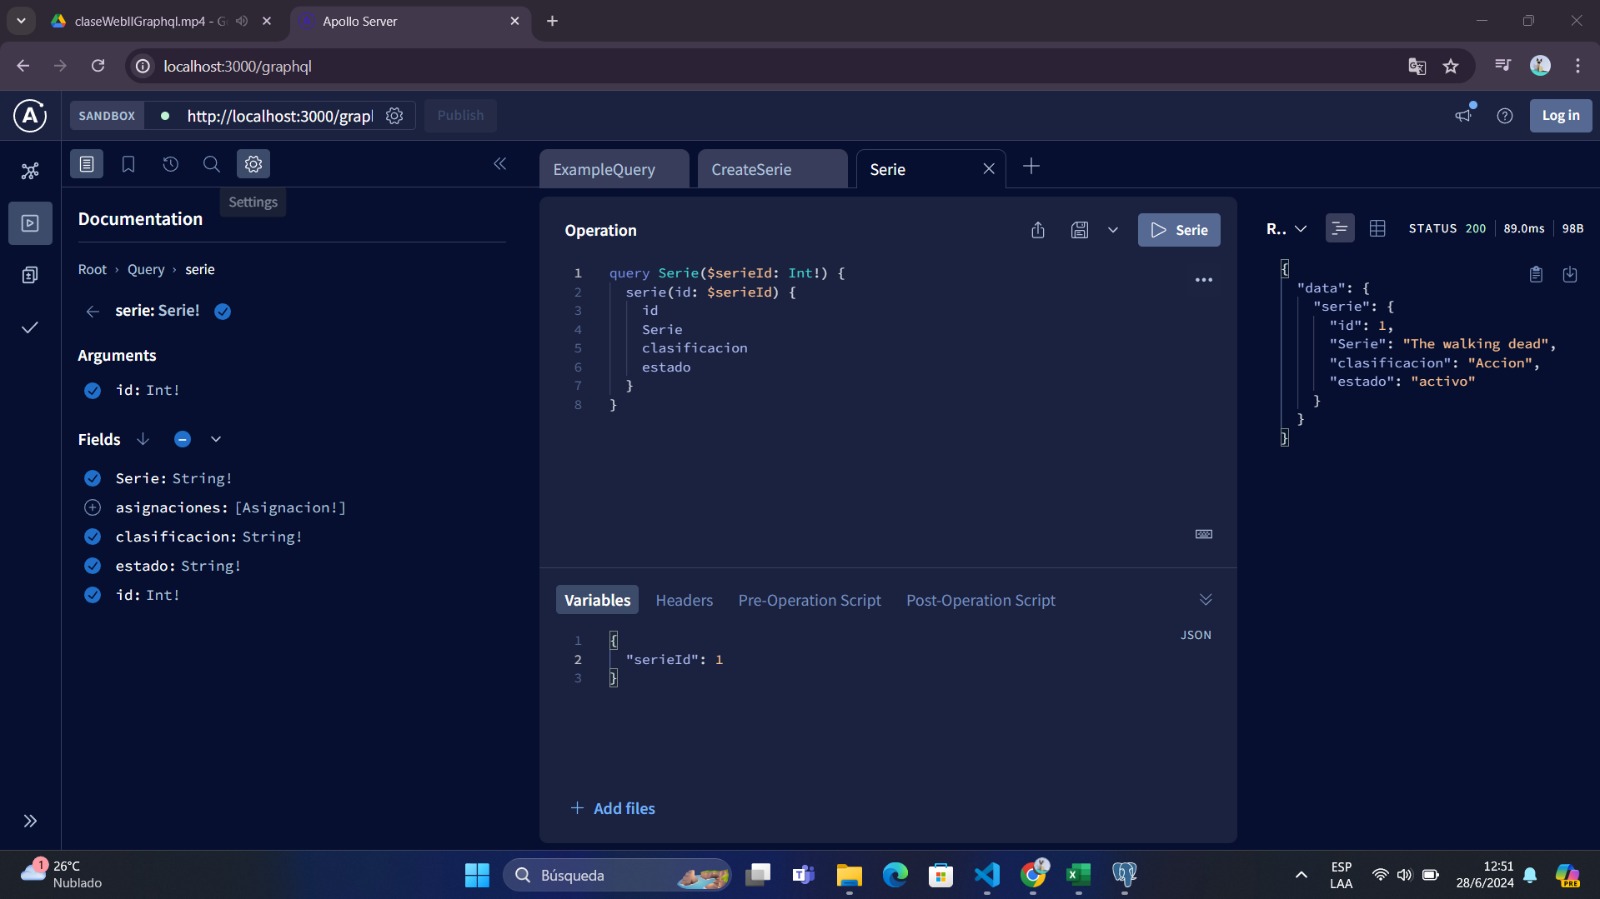 claseWebIIGraphql.mp4 - G
Apollo Server
localhost:3000/graphql
SANDBOX
http://localhost:3000/grapl
Publish
Log in
Settings
Documentation
Root › Query › serie
serie: Serie!
Arguments
id: Int!
Fields
Serie: String!
asignaciones: [Asignacion!]
clasificacion: String!
estado: String!
id: Int!
ExampleQuery
CreateSerie
Serie
Operation
Serie
1 query Serie($serieId: Int!) {
2 serie(id: $serieId) {
3 id
4 Serie
5 clasificacion
6 estado
7 }
8 }
Variables
Headers
Pre-Operation Script
Post-Operation Script
JSON
1 {
2 "serieId": 1
3 }
Add files
R..
STATUS 200
89.0ms
98B
{
"data": {
"serie": {
"id": 1,
"Serie": "The walking dead",
"clasificacion": "Accion",
"estado": "activo"
}
}
}
1
26°C
Nublado
Búsqueda
ESP
LAA
12:51
28/6/2024
PRE